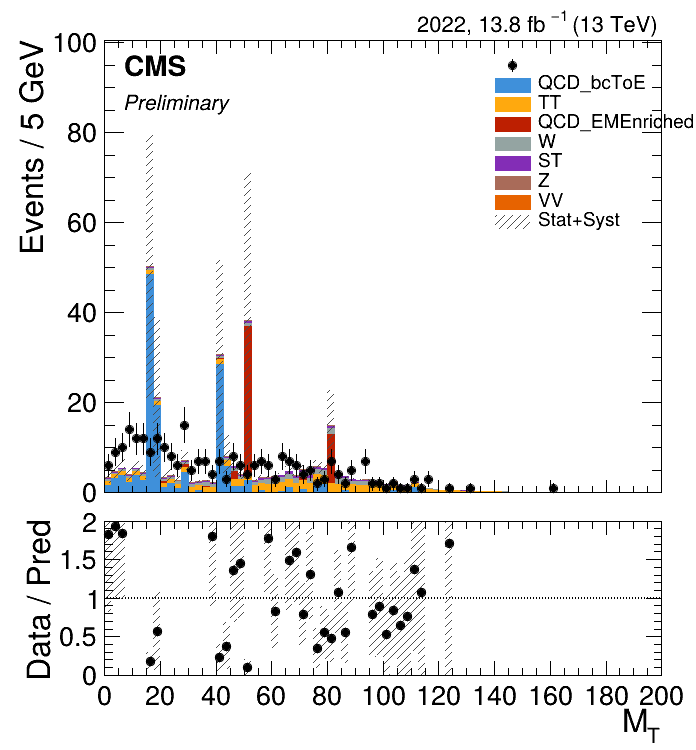 2022, 13.8 fb⁻¹ (13 TeV)
Events / 5 GeV
100
80
60
40
20
0
CMS
Preliminary
QCD_bcToE
TT
QCD_EMEnriched
W
ST
Z
VV
Stat+Syst
Data / Pred
2
1.5
1
0.5
0
0 20 40 60 80 100 120 140 160 180 200
M_T